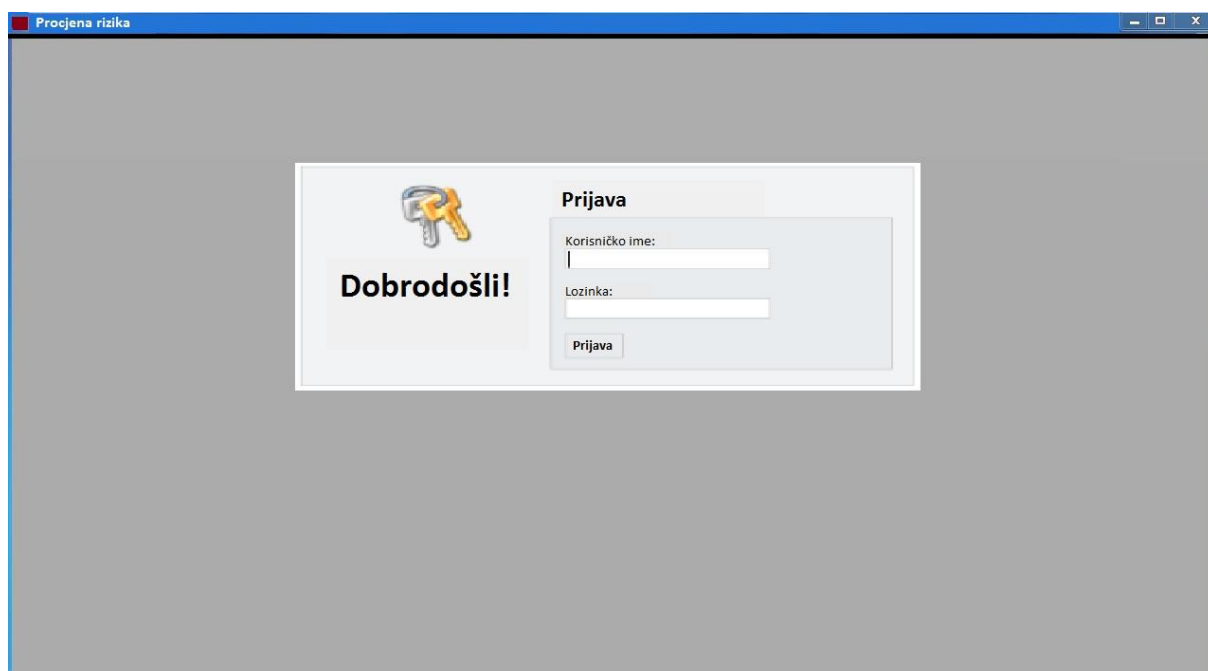 Procjena rizika
Dobrodošli!
Prijava
Korisničko ime:
Lozinka:
Prijava